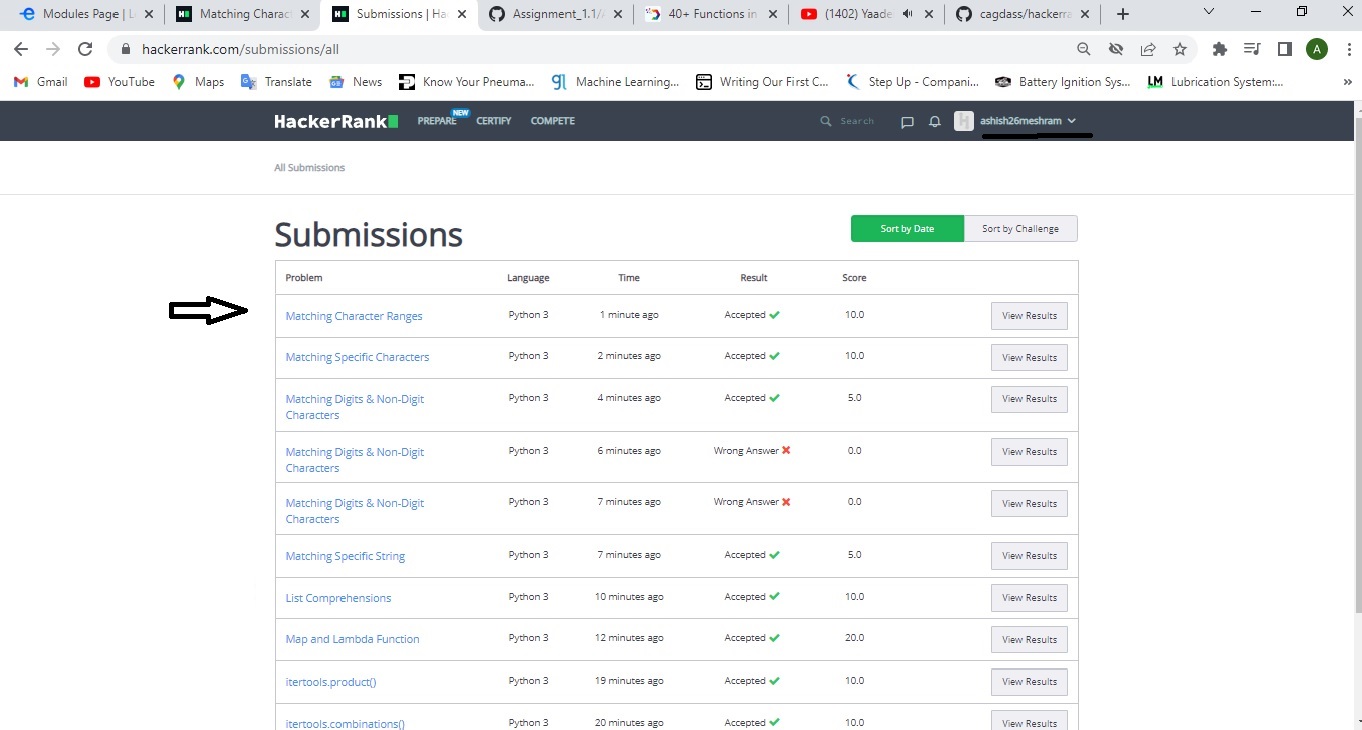 Modules Page | L
Matching Charact
Submissions | Ha
Assignment_1.1/
40+ Functions in
(1402) Yaade
cagdass/hackerra
hackerrank.com/submissions/all
A
Gmail
YouTube
Maps
Translate
News
Know Your Pneuma...
Machine Learning...
Writing Our First C...
Step Up - Compani...
Battery Ignition Sys...
LM
Lubrication System:...
»
HackerRank
PREPARE
NEW
CERTIFY
COMPETE
Search
ashish26meshram
All Submissions
Submissions
Sort by Date
Sort by Challenge
Problem Language Time Result Score
Matching Character Ranges Python 3 1 minute ago Accepted 10.0 View Results
Matching Specific Characters Python 3 2 minutes ago Accepted 10.0 View Results
Matching Digits & Non-Digit Python 3 4 minutes ago Accepted 5.0 View Results
Characters
Matching Digits & Non-Digit Python 3 6 minutes ago Wrong Answer 0.0 View Results
Characters
Matching Digits & Non-Digit Python 3 7 minutes ago Wrong Answer 0.0 View Results
Characters
Matching Specific String Python 3 7 minutes ago Accepted 5.0 View Results
List Comprehensions Python 3 10 minutes ago Accepted 10.0 View Results
Map and Lambda Function Python 3 12 minutes ago Accepted 20.0 View Results
itertools.product() Python 3 19 minutes ago Accepted 10.0 View Results
itertools.combinations() Python 3 20 minutes ago Accepted 10.0 View Results